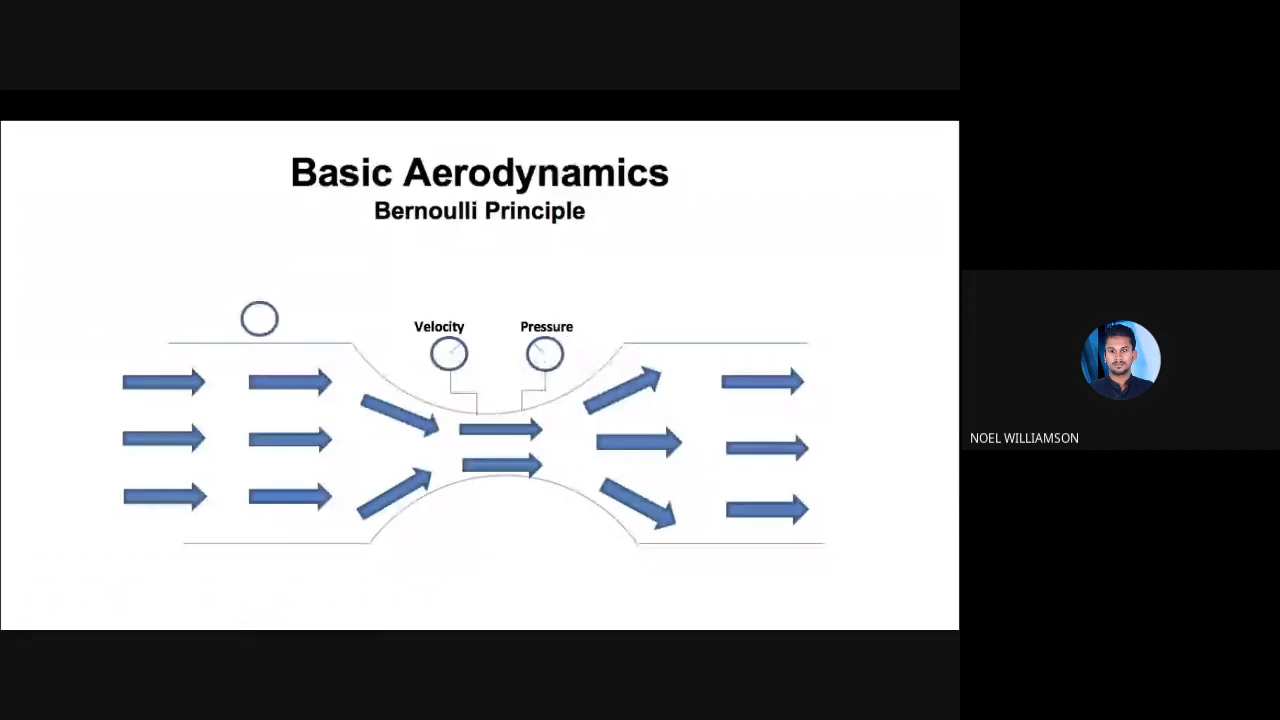 Basic Aerodynamics
Bernoulli Principle
Velocity
Pressure
NOEL WILLIAMSON